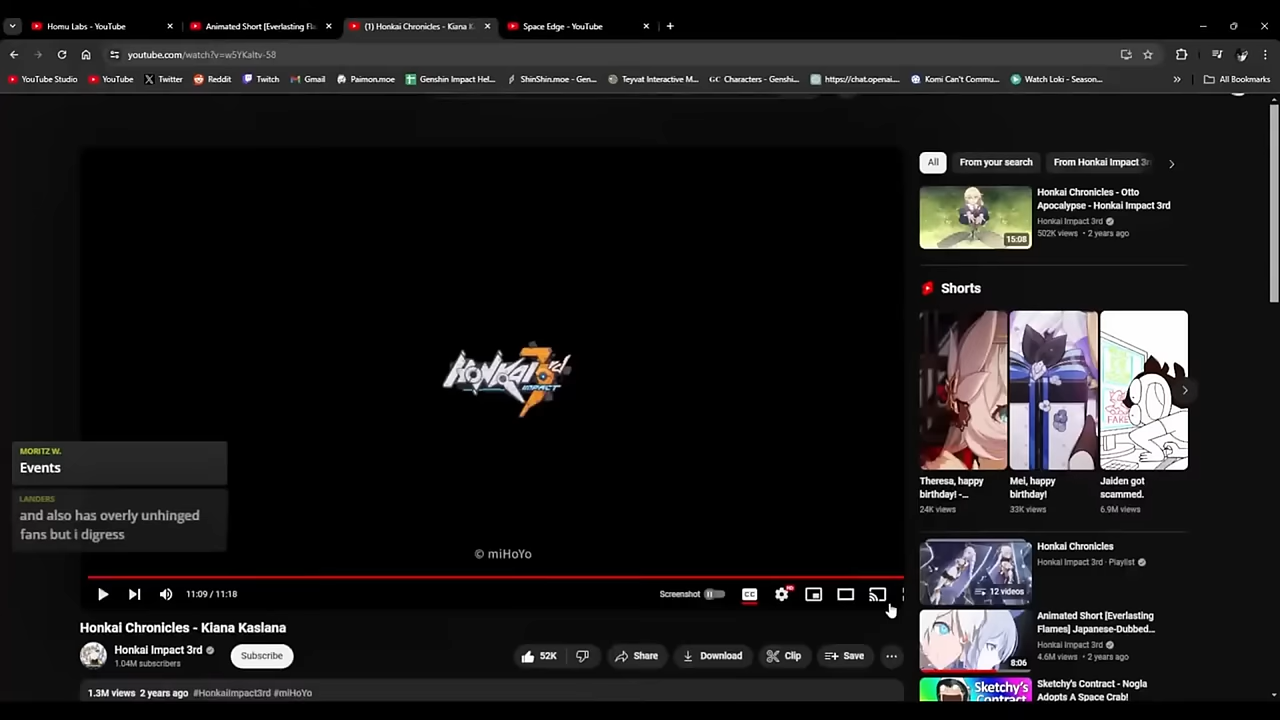 Homu Labs - YouTube
Animated Short [Everlasting Fla
(1) Honkai Chronicles - Kiana K
Space Edge - YouTube
youtube.com/watch?v=w5YKaltv-58
YouTube Studio
YouTube
Twitter
Reddit
Twitch
Gmail
Paimon.moe
Genshin Impact Hel...
ShinShin.moe - Gen...
Teyvat Interactive M...
GC Characters - Genshi...
https://chat.openai....
Komi Can't Commu...
Watch Loki - Season...
All Bookmarks
HONKAI 3rd
IMPACT
© miHoYo
MORITZ W.
Events
LANDERS
and also has overly unhinged
fans but i digress
11:09 / 11:18
Screenshot
CC
HD
Honkai Chronicles - Kiana Kaslana
Honkai Impact 3rd
1.04M subscribers
Subscribe
52K
Share
Download
Clip
Save
1.3M views 2 years ago #HonkaiImpact3rd #miHoYo
All
From your search
From Honkai Impact 3r
15:08
Honkai Chronicles - Otto
Apocalypse - Honkai Impact 3rd
Honkai Impact 3rd
502K views • 2 years ago
Shorts
FAKE
Theresa, happy
birthday! -...
24K views
Mei, happy
birthday!
33K views
Jaiden got
scammed.
6.9M views
12 videos
Honkai Chronicles
Honkai Impact 3rd · Playlist
8:06
Animated Short [Everlasting
Flames] Japanese-Dubbed...
Honkai Impact 3rd
4.6M views • 2 years ago
Sketchy's
Contract
Sketchy's Contract - Nogla
Adopts A Space Crab!